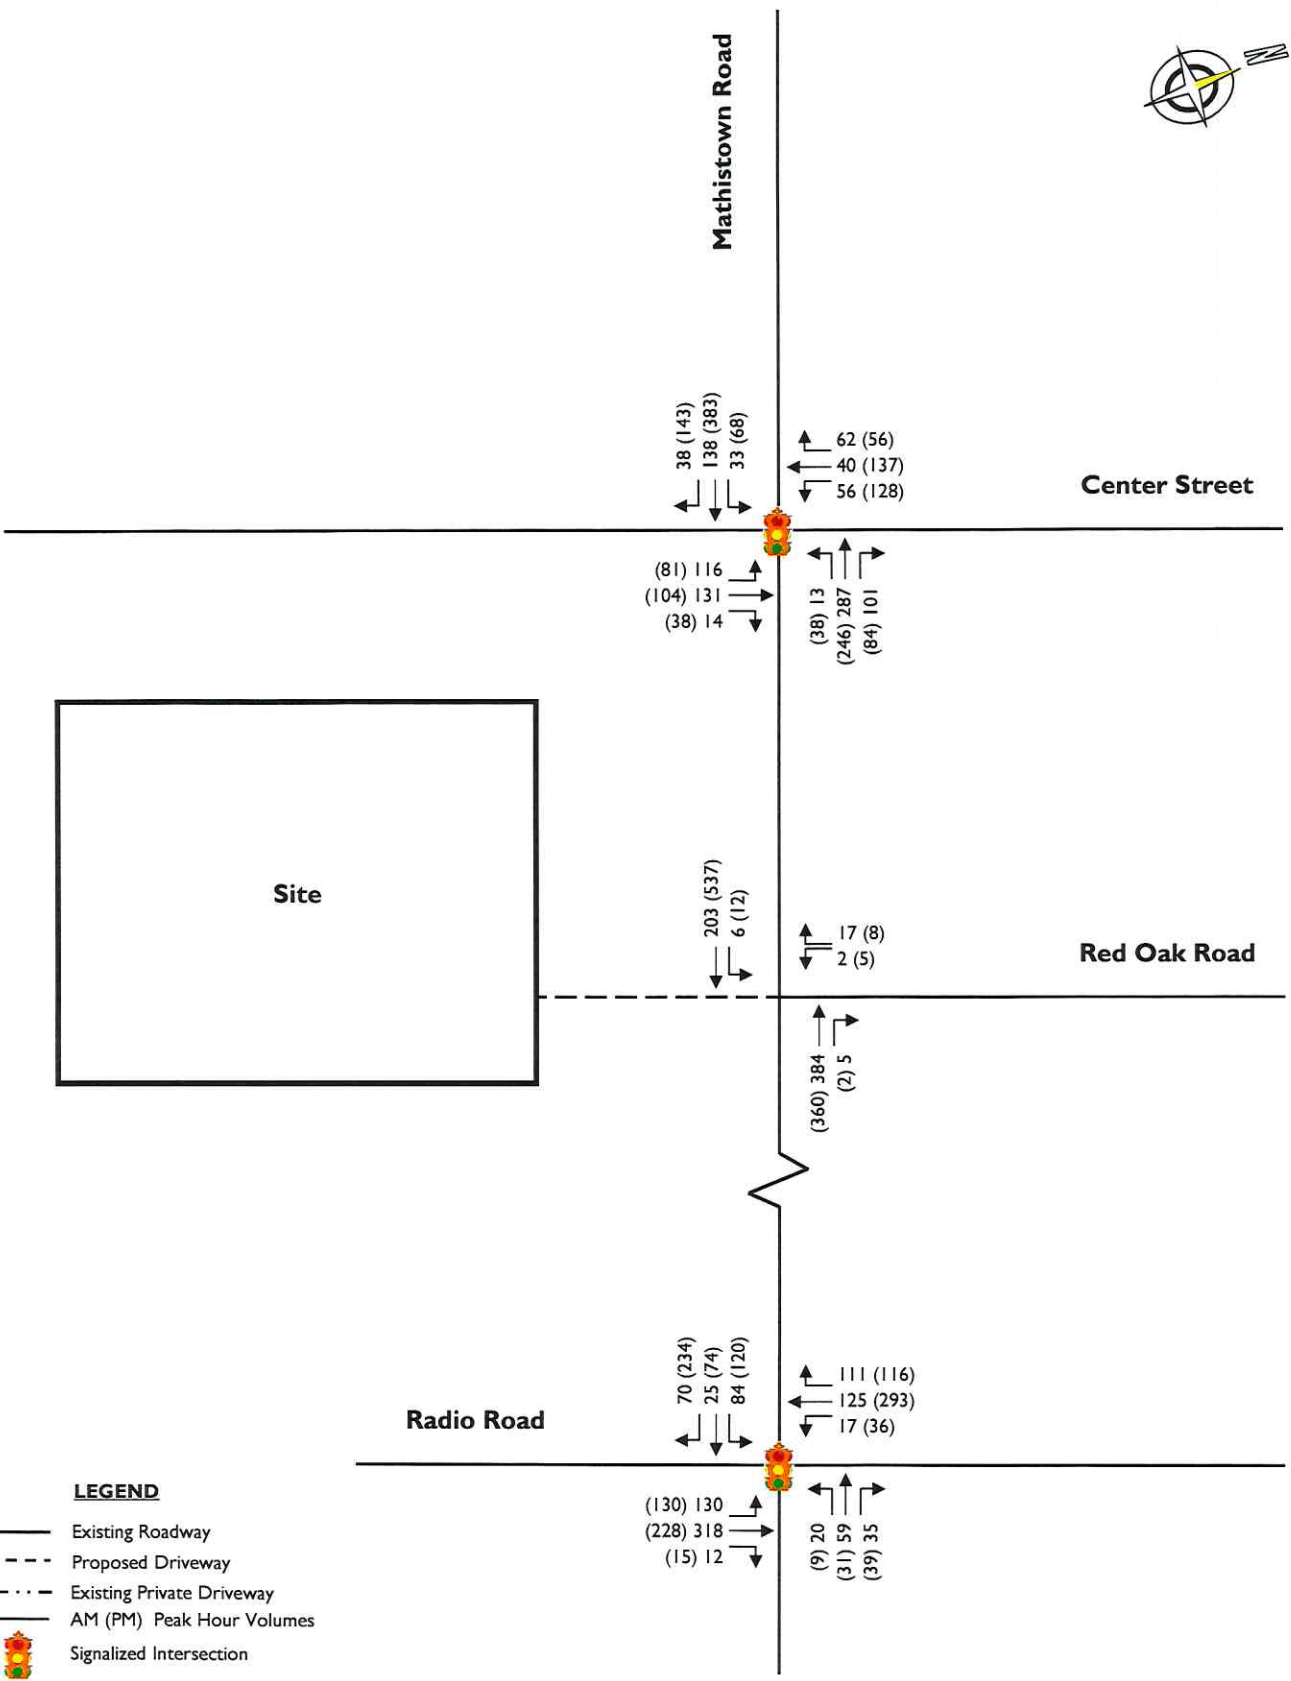 N
Mathistown Road
38 (143)
138 (383)
33 (68)
62 (56)
40 (137)
56 (128)
Center Street
(81) 116
(104) 131
(38) 14
(38) 13
(246) 287
(84) 101
Site
203 (537)
6 (12)
17 (8)
2 (5)
Red Oak Road
(360) 384
(2) 5
70 (234)
25 (74)
84 (120)
111 (116)
125 (293)
17 (36)
Radio Road
(130) 130
(228) 318
(15) 12
(9) 20
(31) 59
(39) 35
LEGEND
Existing Roadway
Proposed Driveway
Existing Private Driveway
AM (PM) Peak Hour Volumes
Signalized Intersection